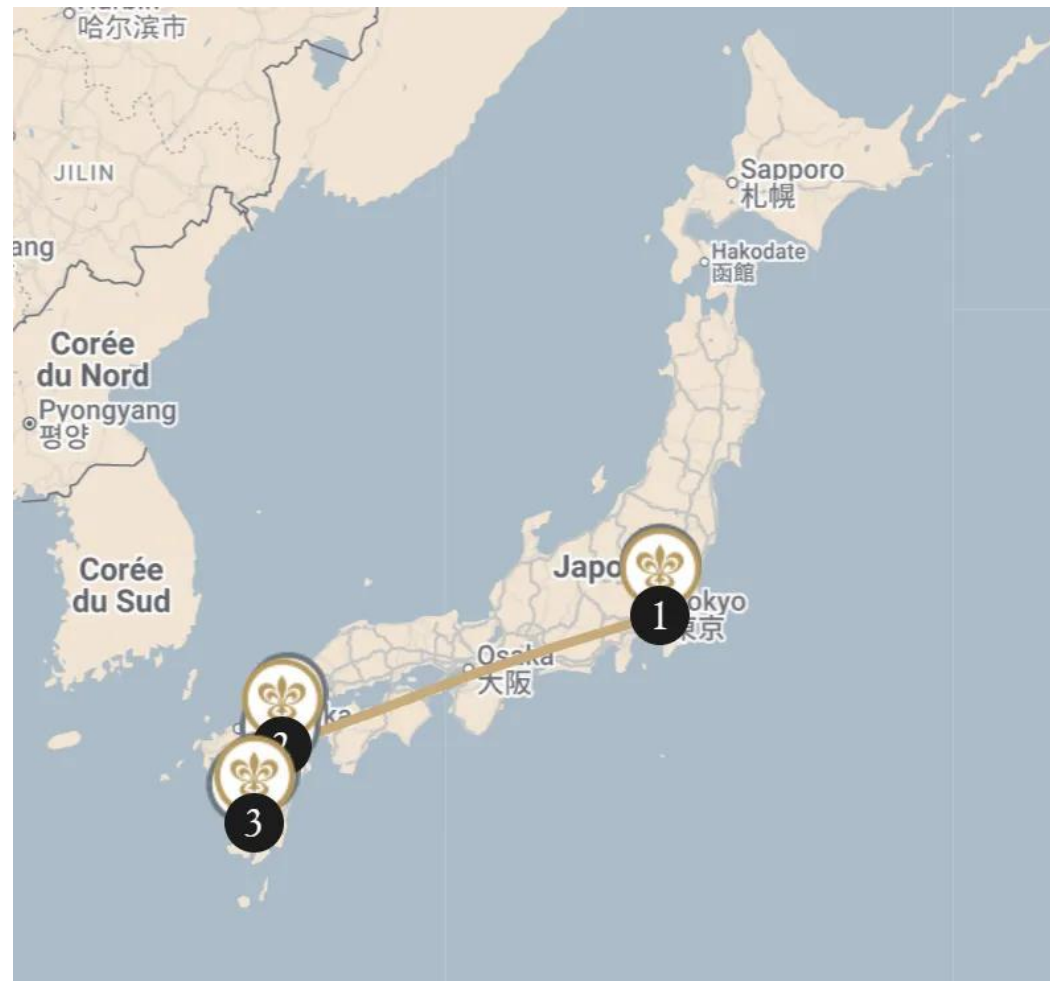 哈尔滨市
JILIN
ang
Corée
du Nord
Pyongyang
평양
Corée
du Sud
Sapporo
札幌
Hakodate
函館
Japo
1
okyo
東京
Osaka
大阪
ka
2
3